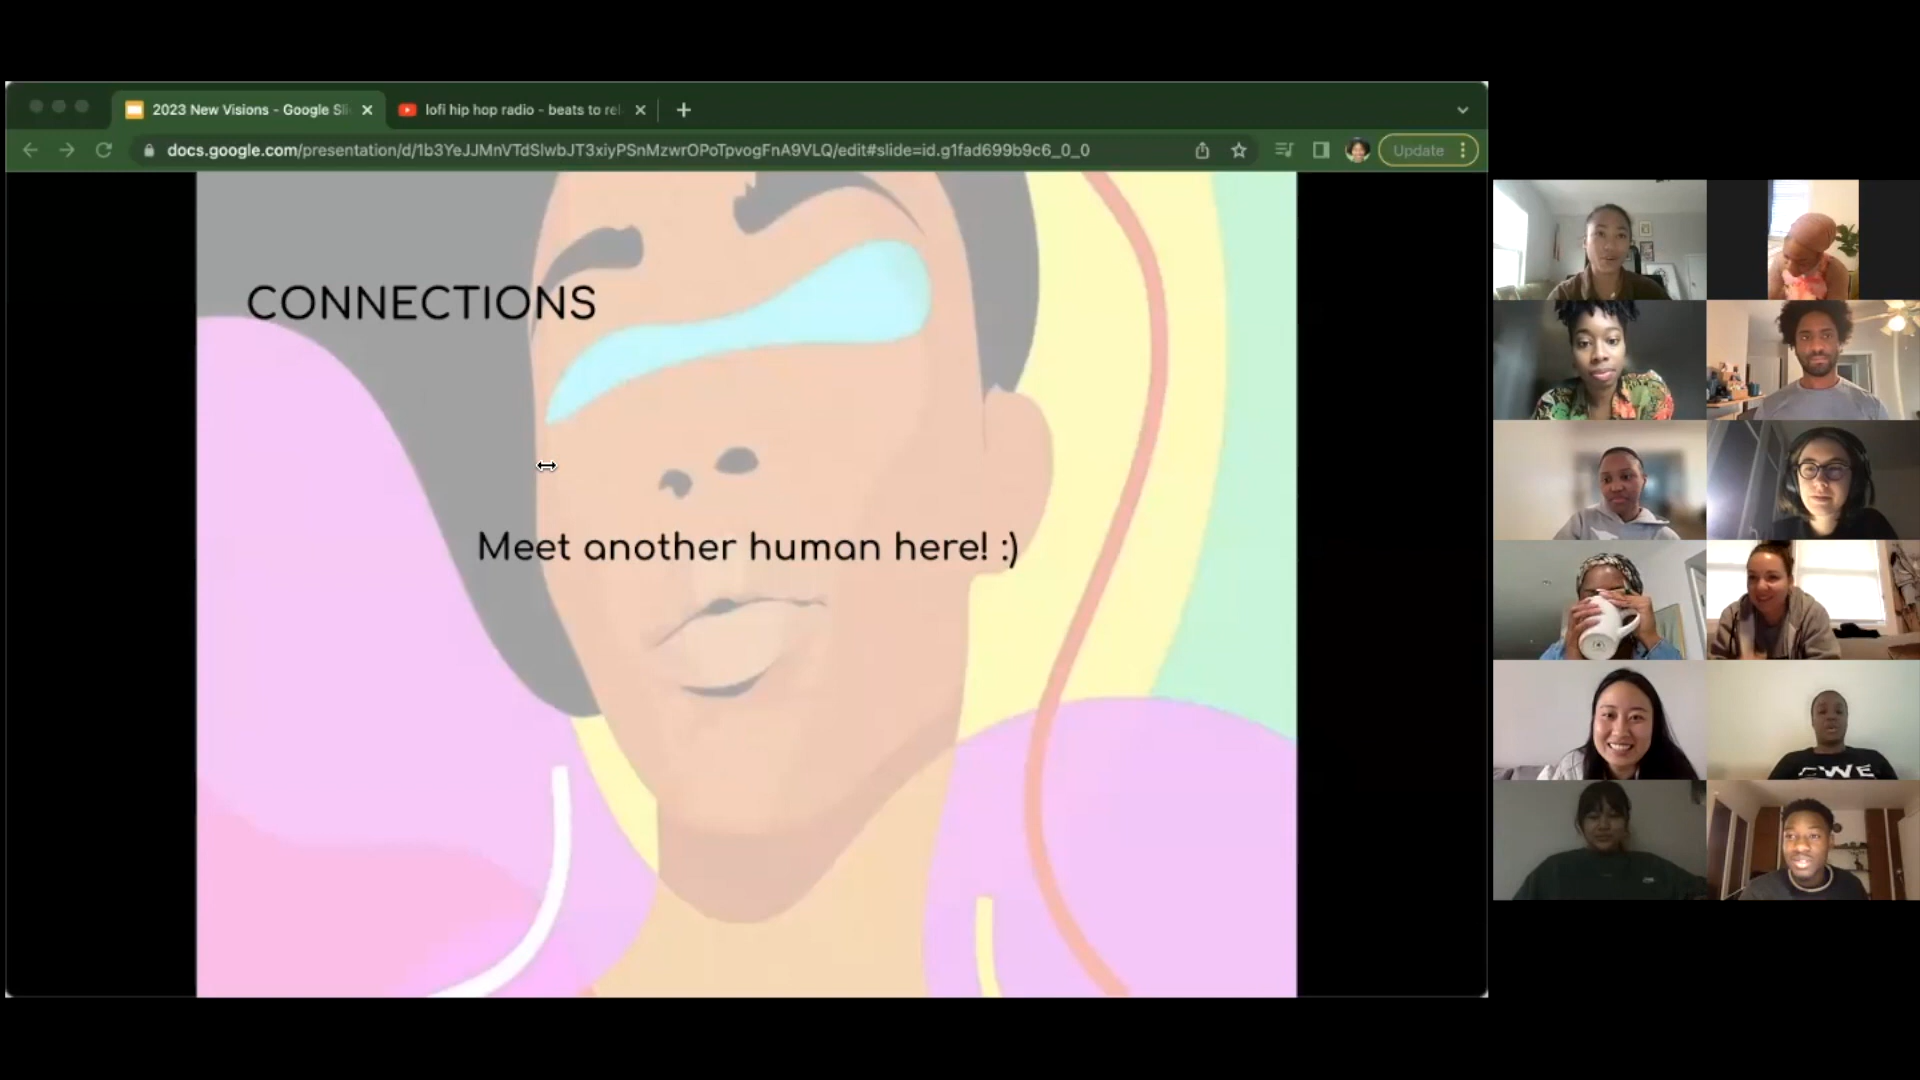 2023 New Visions - Google Sli
lofi hip hop radio - beats to rel
docs.google.com/presentation/d/1b3YeJJMnVTdSlwbJT3xiyPSnMzwrOPoTpvogFnA9VLQ/edit#slide=id.g1fad699b9c6_0_0
Update
CONNECTIONS
Meet another human here! :)